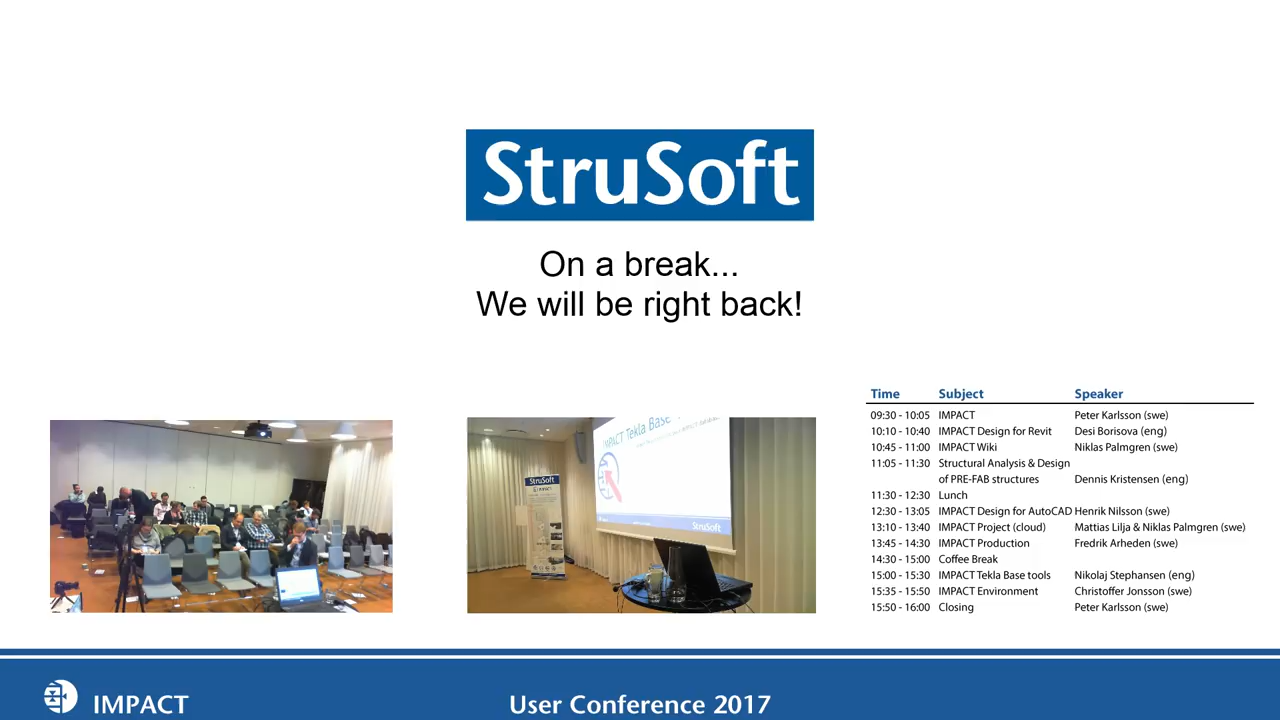 StruSoft
On a break...
We will be right back!
Time Subject Speaker
09:30 - 10:05 IMPACT Peter Karlsson (swe)
10:10 - 10:40 IMPACT Design for Revit Desi Borisova (eng)
10:45 - 11:00 IMPACT Wiki Niklas Palmgren (swe)
11:05 - 11:30 Structural Analysis & Design
of PRE-FAB structures Dennis Kristensen (eng)
11:30 - 12:30 Lunch
12:30 - 13:05 IMPACT Design for AutoCAD Henrik Nilsson (swe)
13:10 - 13:40 IMPACT Project (cloud) Mattias Lilja & Niklas Palmgren (swe)
13:45 - 14:30 IMPACT Production Fredrik Arheden (swe)
14:30 - 15:00 Coffee Break
15:00 - 15:30 IMPACT Tekla Base tools Nikolaj Stephansen (eng)
15:35 - 15:50 IMPACT Environment Christoffer Jonsson (swe)
15:50 - 16:00 Closing Peter Karlsson (swe)
IMPACT Tekla Base
StruSoft
IMPACT
StruSoft
IMPACT
User Conference 2017